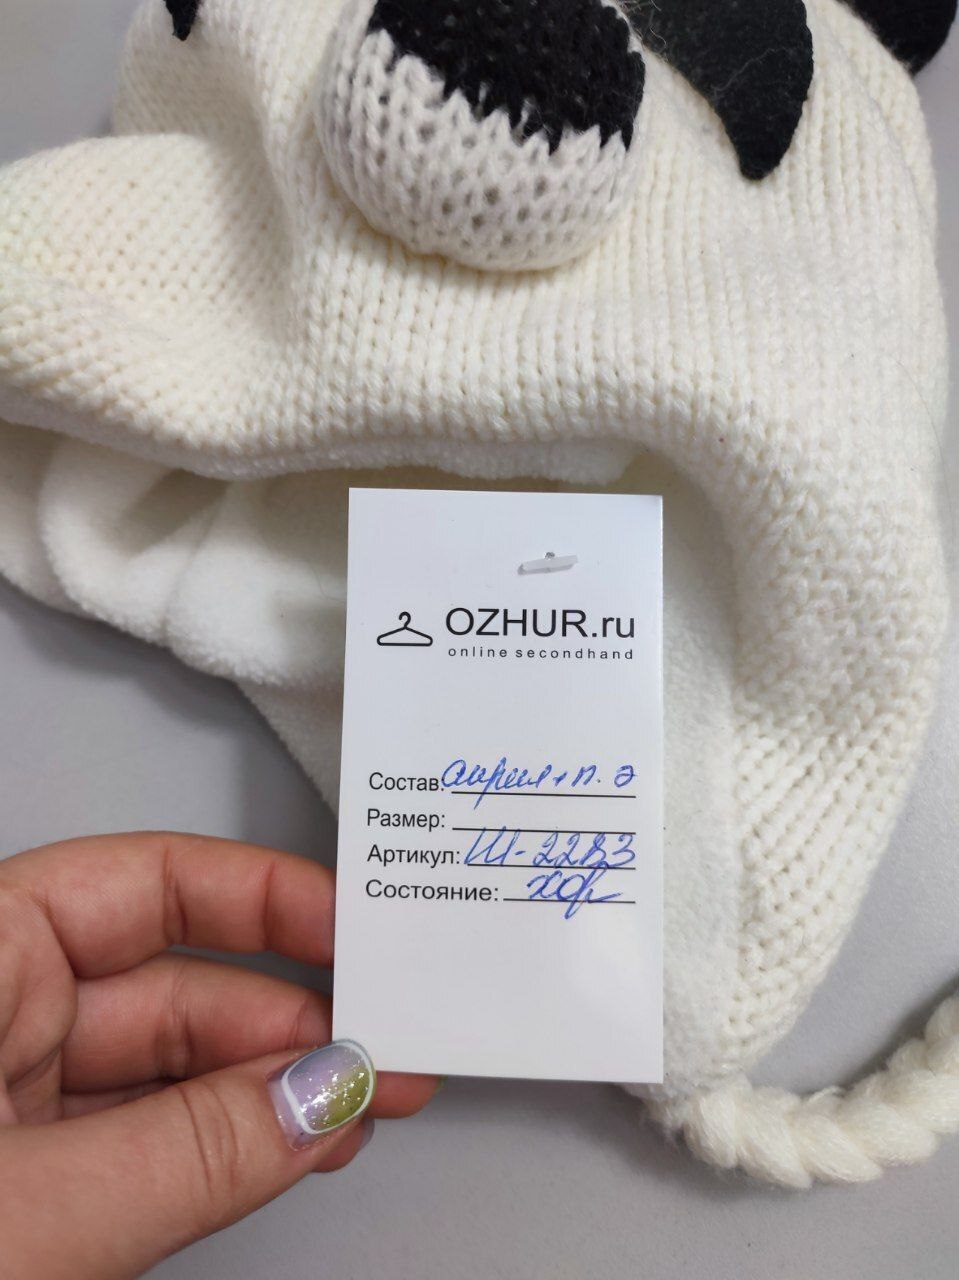 OZHUR.ru
online secondhand
Состав: акрил+п.э
Размер:
Артикул: Ш-2283
Состояние: хор